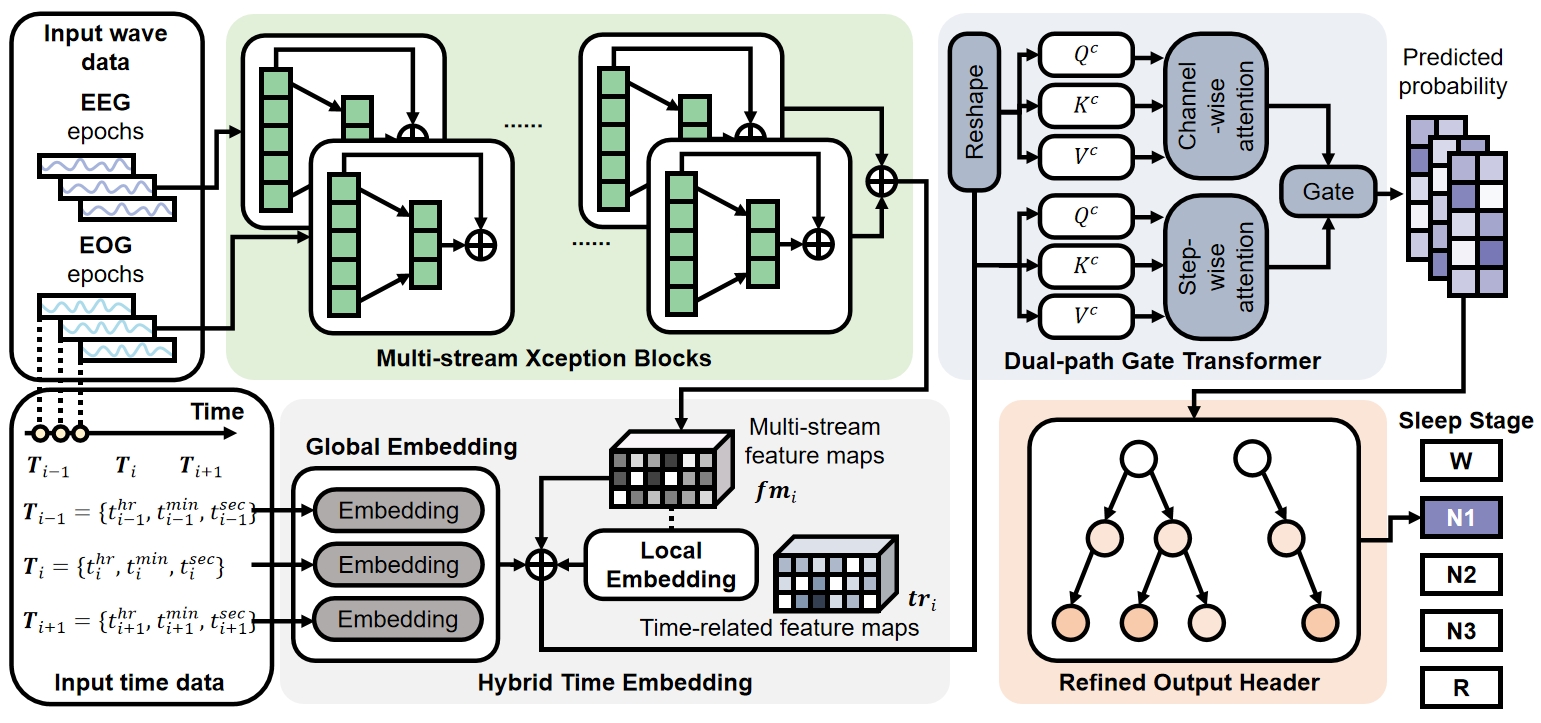 Input wave
data
EEG
epochs
EOG
epochs
......
......
Multi-stream Xception Blocks
Reshape
Q^c
K^c
V^c
Channel
-wise
attention
Q^c
K^c
V^c
Step-
wise
attention
Gate
Dual-path Gate Transformer
Predicted
probability
Time
T_{i-1}
T_i
T_{i+1}
T_{i-1} = {t_{i-1}^{hr}, t_{i-1}^{min}, t_{i-1}^{sec}}
T_i = {t_i^{hr}, t_i^{min}, t_i^{sec}}
T_{i+1} = {t_{i+1}^{hr}, t_{i+1}^{min}, t_{i+1}^{sec}}
Input time data
Global Embedding
Embedding
Embedding
Embedding
Multi-stream
feature maps
fm_i
Local
Embedding
tr_i
Time-related feature maps
Hybrid Time Embedding
Refined Output Header
Sleep Stage
W
N1
N2
N3
R